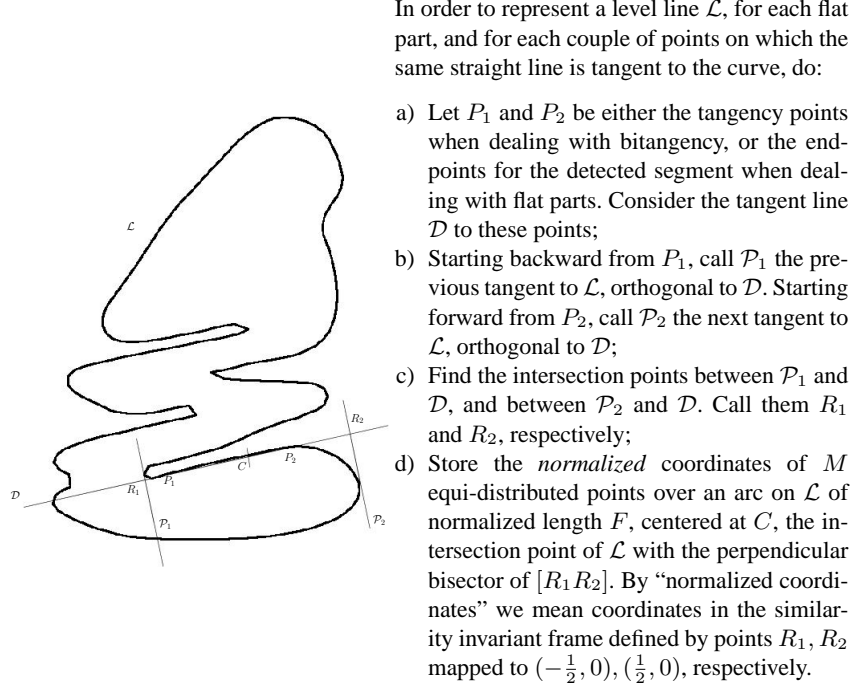 In order to represent a level line ℒ, for each flat
part, and for each couple of points on which the
same straight line is tangent to the curve, do:
a) Let P₁ and P₂ be either the tangency points
when dealing with bitangency, or the end-
points for the detected segment when deal-
ing with flat parts. Consider the tangent line
𝒟 to these points;
b) Starting backward from P₁, call 𝒫₁ the pre-
vious tangent to ℒ, orthogonal to 𝒟. Starting
forward from P₂, call 𝒫₂ the next tangent to
ℒ, orthogonal to 𝒟;
c) Find the intersection points between 𝒫₁ and
𝒟, and between 𝒫₂ and 𝒟. Call them R₁
and R₂, respectively;
d) Store the normalized coordinates of M
equi-distributed points over an arc on ℒ of
normalized length F, centered at C, the in-
tersection point of ℒ with the perpendicular
bisector of [R₁R₂]. By “normalized coordi-
nates” we mean coordinates in the similar-
ity invariant frame defined by points R₁, R₂
mapped to (−½, 0), (½, 0), respectively.
ℒ
R₂
C
P₂
P₁
R₁
𝒟
𝒫₁
𝒫₂